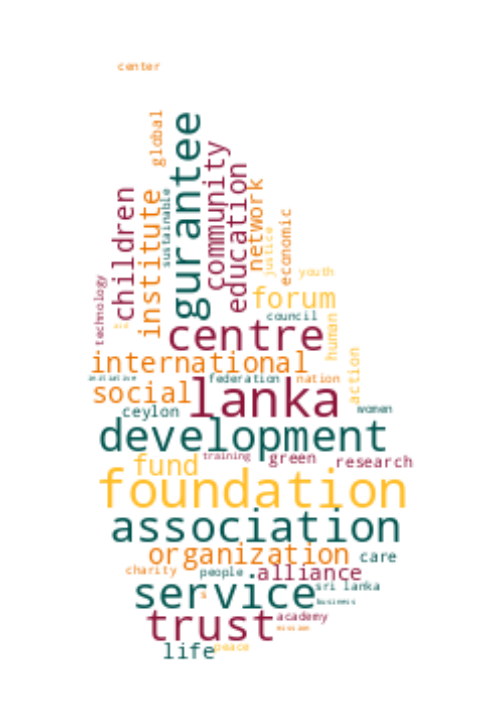 center
global
gurantee
community
education
children
institute
sustainable
network
justice
economic
youth
technology
forum
council
human
aid
centre
international
action
initiative
federation
nation
social
lanka
ceylon
women
development
training
green
research
fund
foundation
association
organization
care
charity
people
alliance
service
sri lanka
s
business
trust
academy
mission
life
peace